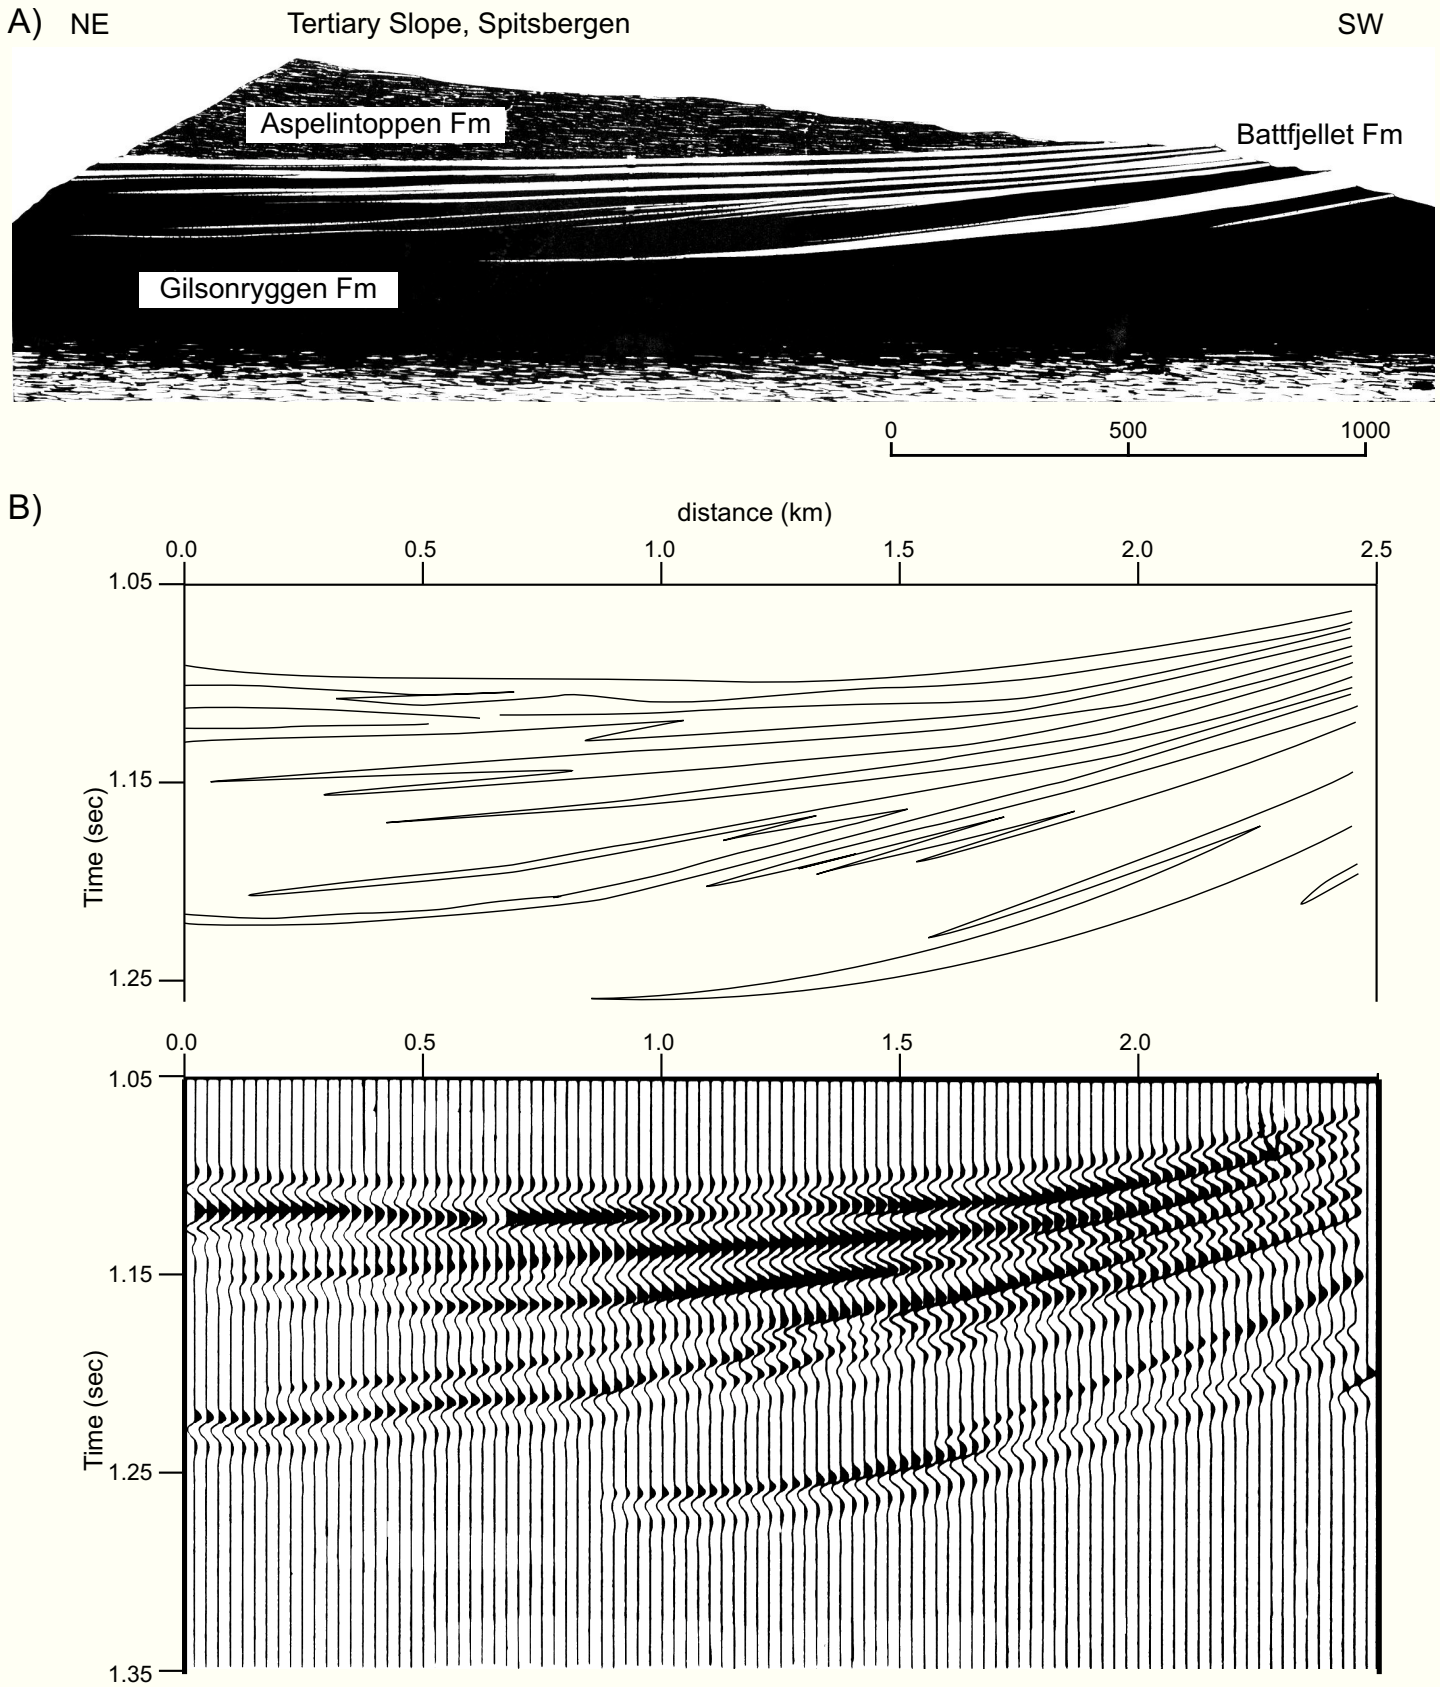 A) NE Tertiary Slope, Spitsbergen SW
Aspelintoppen Fm
Battfjellet Fm
Gilsonryggen Fm
0 500 1000
B)
distance (km)
0.0 0.5 1.0 1.5 2.0 2.5
1.05
1.15
Time (sec)
1.25
0.0 0.5 1.0 1.5 2.0
1.05
1.15
Time (sec)
1.25
1.35